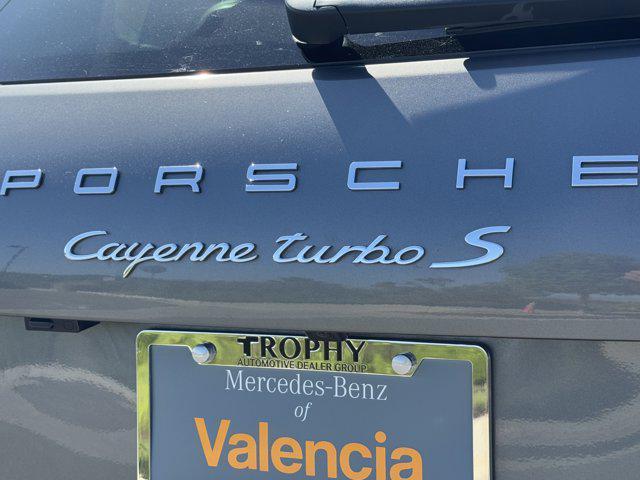 PORSCHE
Cayenne turbo S
TROPHY
AUTOMOTIVE DEALER GROUP
Mercedes-Benz
of
Valencia